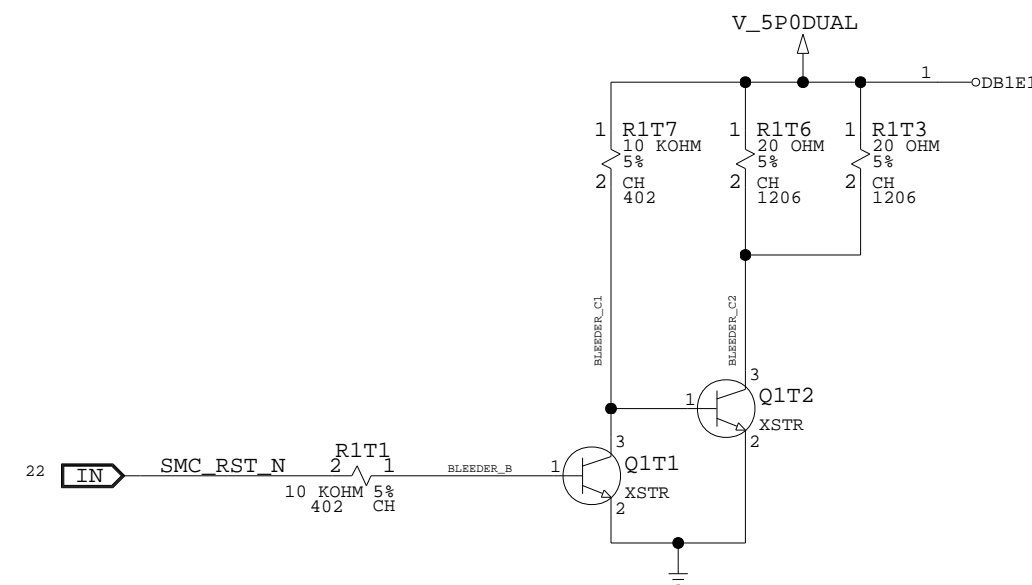 V_5P0DUAL
1
DB1E1
1 R1T7
10 KOHM
5%
2 CH
402
1 R1T6
20 OHM
5%
2 CH
1206
1 R1T3
20 OHM
5%
2 CH
1206
BLEEDER_C1
BLEEDER_C2
3
1 Q1T2
XSTR
2
22 IN SMC_RST_N
R1T1
2 1
10 KOHM 5%
402 CH
BLEEDER_B
3
1 Q1T1
XSTR
2